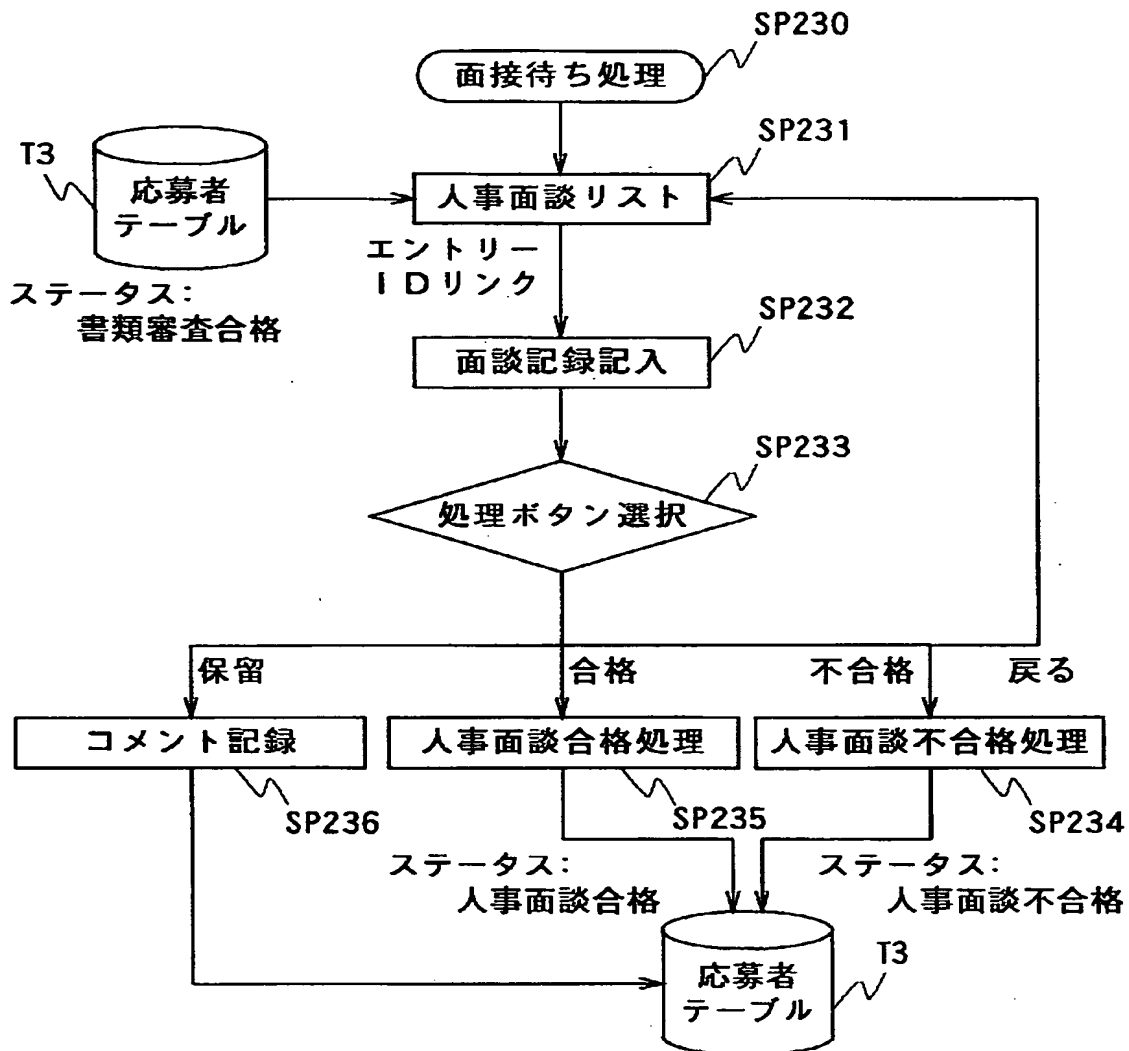 SP230
面接待ち処理
T3
SP231
応募者
テーブル
人事面談リスト
エントリー
IDリンク
ステータス:
書類審査合格
SP232
面談記録記入
SP233
処理ボタン選択
保留
合格
不合格
戻る
コメント記録
人事面談合格処理
人事面談不合格処理
SP236
SP235
SP234
ステータス:
人事面談合格
ステータス:
人事面談不合格
T3
応募者
テーブル